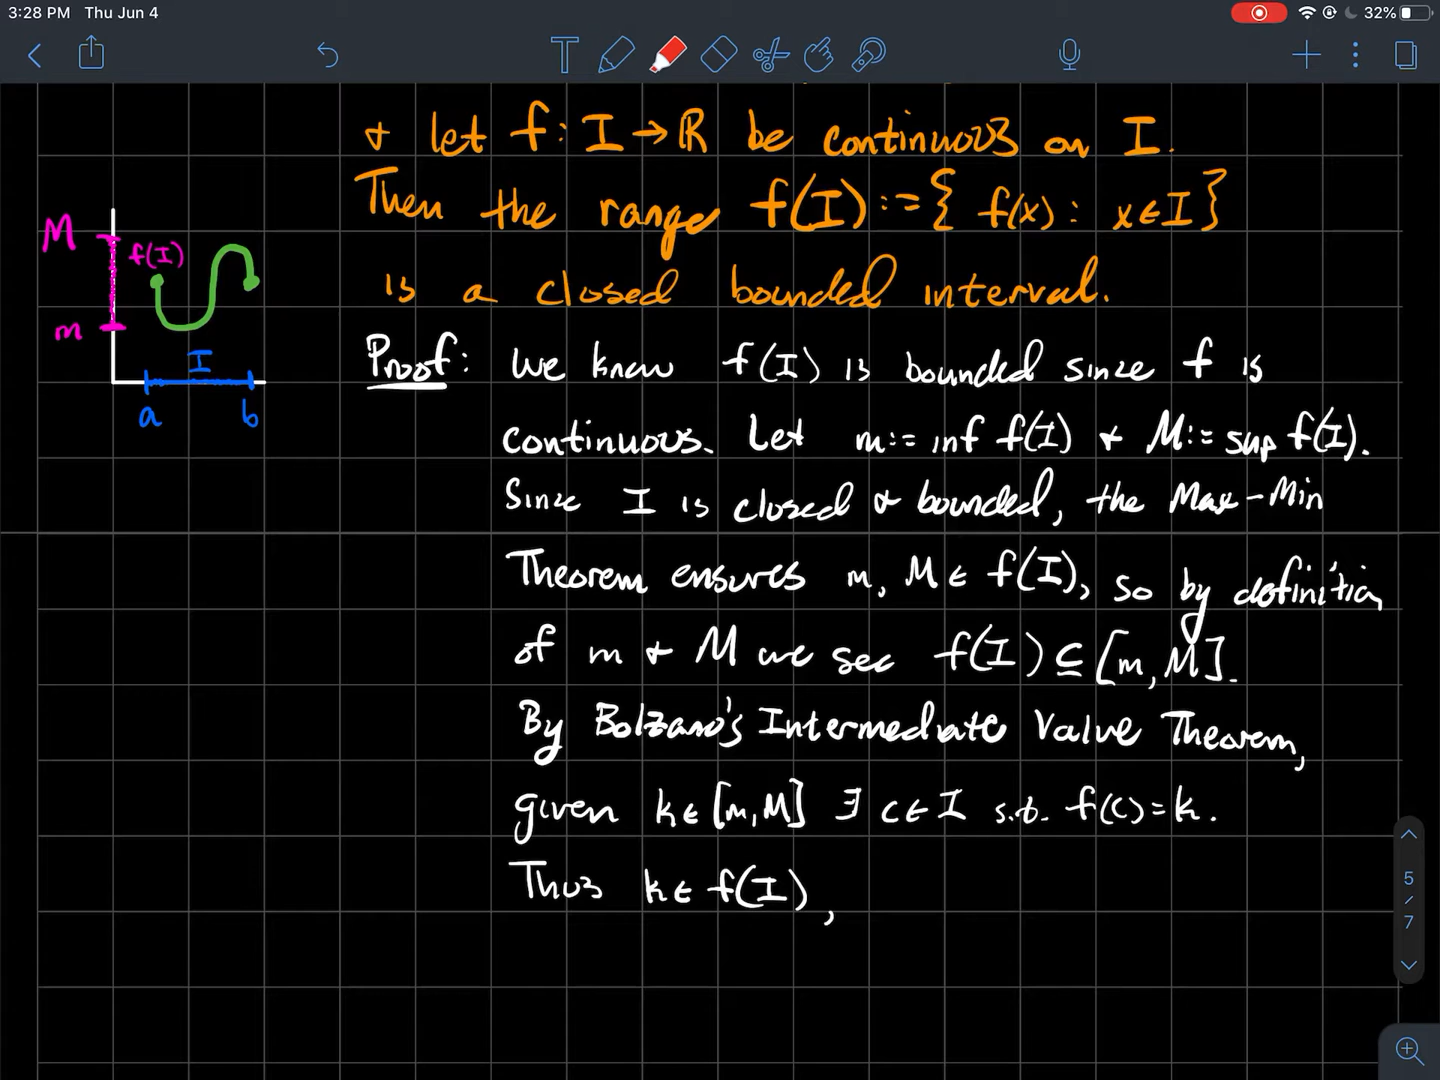 3:28 PM Thu Jun 4
32%
& let f: I → ℝ be continuous on I.
Then the range f(I) := { f(x) : x ∈ I }
is a closed bounded interval.
M
f(I)
m
I
a b
Proof: We know f(I) is bounded since f is
continuous. Let m := inf f(I) & M := sup f(I).
Since I is closed & bounded, the Max-Min
Theorem ensures m, M ∈ f(I), so by definition
of m & M we see f(I) ⊆ [m, M].
By Bolzano's Intermediate Value Theorem,
given k ∈ [m, M] ∃ c ∈ I s.t. f(c) = k.
Thus k ∈ f(I),
5
/
7